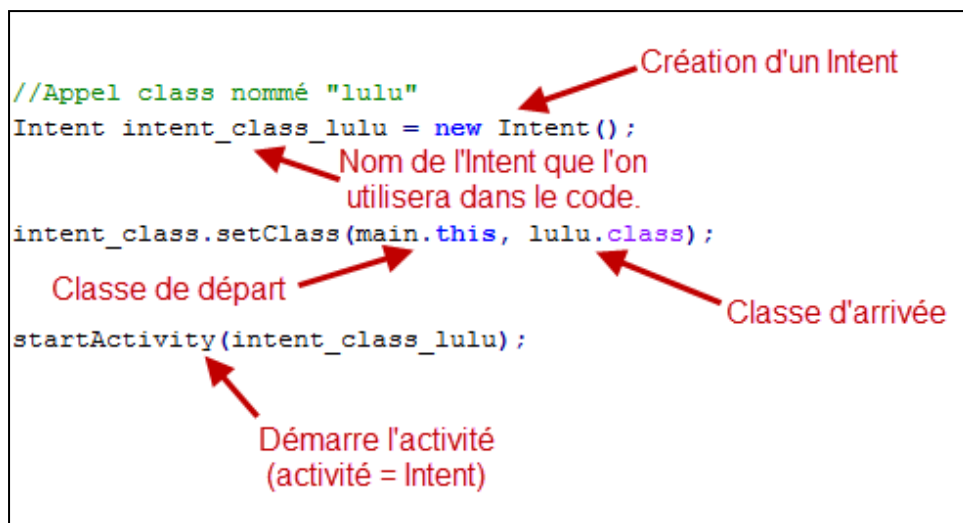 Création d'un Intent
//Appel class nommé "lulu"
Intent intent_class_lulu = new Intent();
Nom de l'Intent que l'on
utilisera dans le code.
intent_class.setClass(main.this, lulu.class);
Classe de départ
Classe d'arrivée
startActivity(intent_class_lulu);
Démarre l'activité
(activité = Intent)